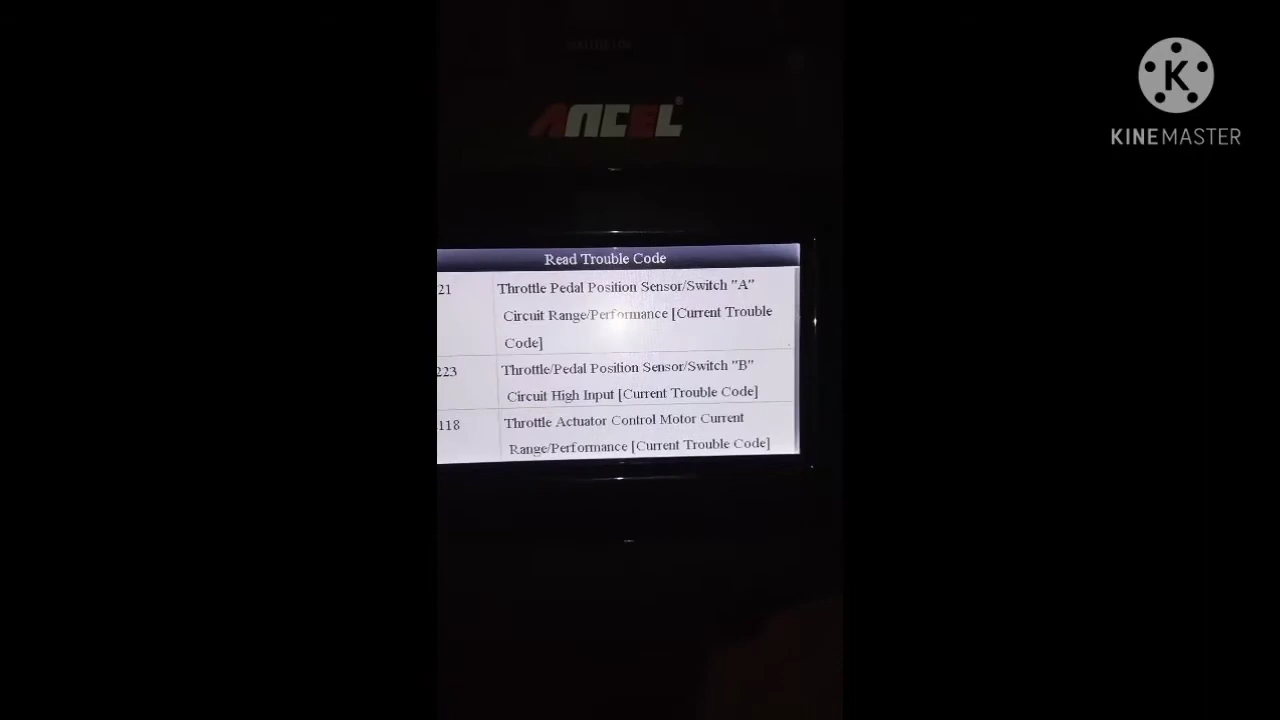 ANCEL
KINEMASTER
Read Trouble Code
21 Throttle Pedal Position Sensor/Switch "A"
Circuit Range/Performance [Current Trouble
Code]
223 Throttle/Pedal Position Sensor/Switch "B"
Circuit High Input [Current Trouble Code]
118 Throttle Actuator Control Motor Current
Range/Performance [Current Trouble Code]